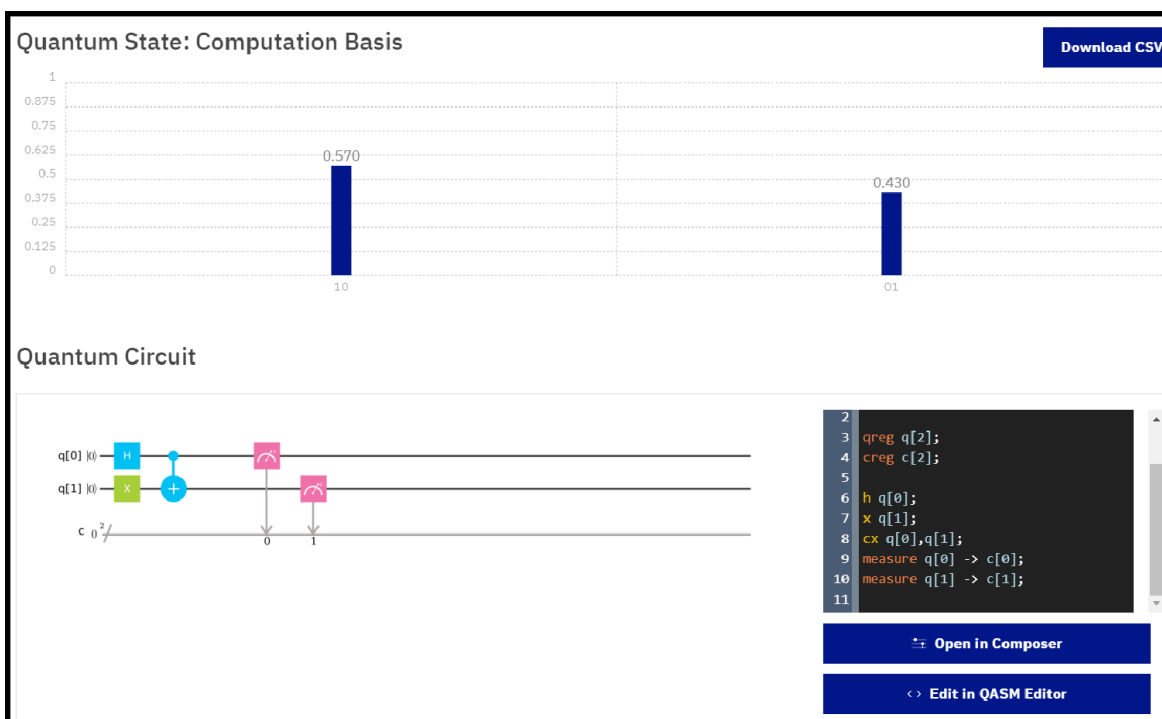 Quantum State: Computation Basis
Download CSV
1
0.875
0.75
0.625
0.5
0.375
0.25
0.125
0
0.570
0.430
10
01
Quantum Circuit
q[0] |0⟩
H
q[1] |0⟩
X
+
c 0 2
0 1
2
3 qreg q[2];
4 creg c[2];
5
6 h q[0];
7 x q[1];
8 cx q[0],q[1];
9 measure q[0] -> c[0];
10 measure q[1] -> c[1];
11
Open in Composer
<> Edit in QASM Editor